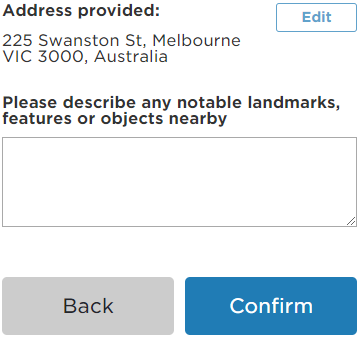 Address provided:
Edit
225 Swanston St, Melbourne
VIC 3000, Australia
Please describe any notable landmarks,
features or objects nearby
Back
Confirm